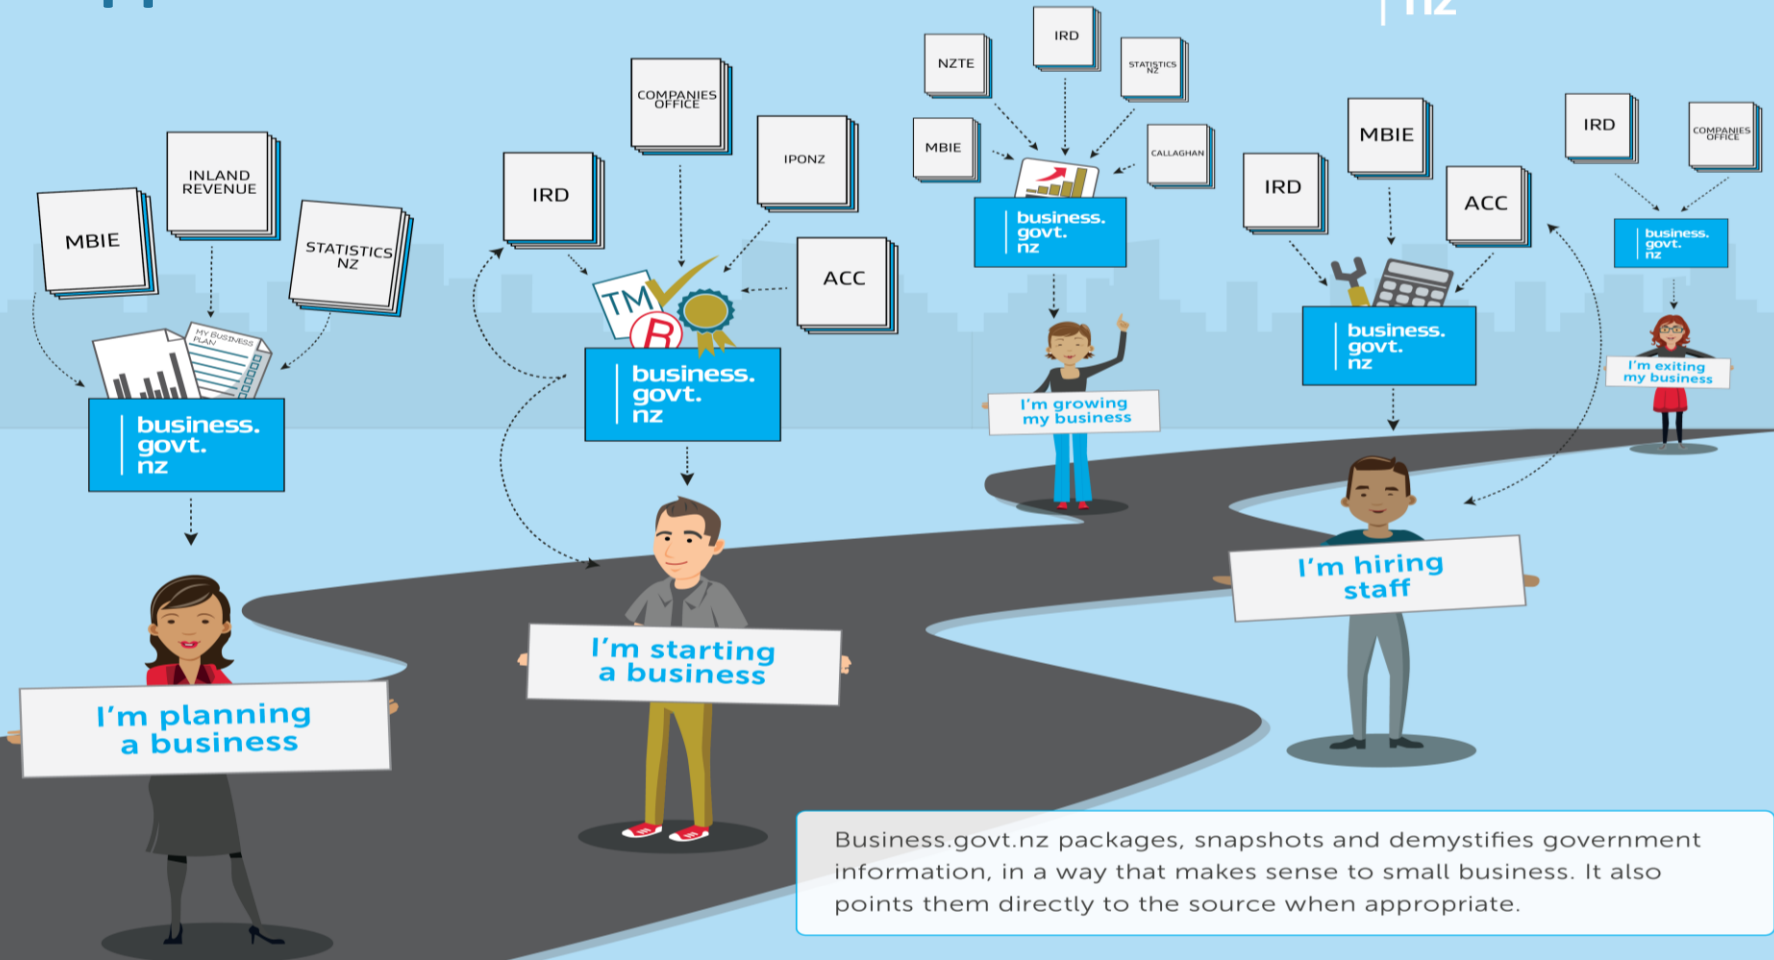 nz
MBIE
INLAND
REVENUE
STATISTICS
NZ
MY BUSINESS
PLAN
business.
govt.
nz
I'm planning
a business
IRD
COMPANIES
OFFICE
IPONZ
ACC
TM
R
business.
govt.
nz
I'm starting
a business
MBIE
NZTE
IRD
STATISTICS
NZ
CALLAGHAN
business.
govt.
nz
I'm growing
my business
IRD
MBIE
ACC
business.
govt.
nz
I'm hiring
staff
IRD
COMPANIES
OFFICE
business.
govt.
nz
I'm exiting
my business
Business.govt.nz packages, snapshots and demystifies government
information, in a way that makes sense to small business. It also
points them directly to the source when appropriate.